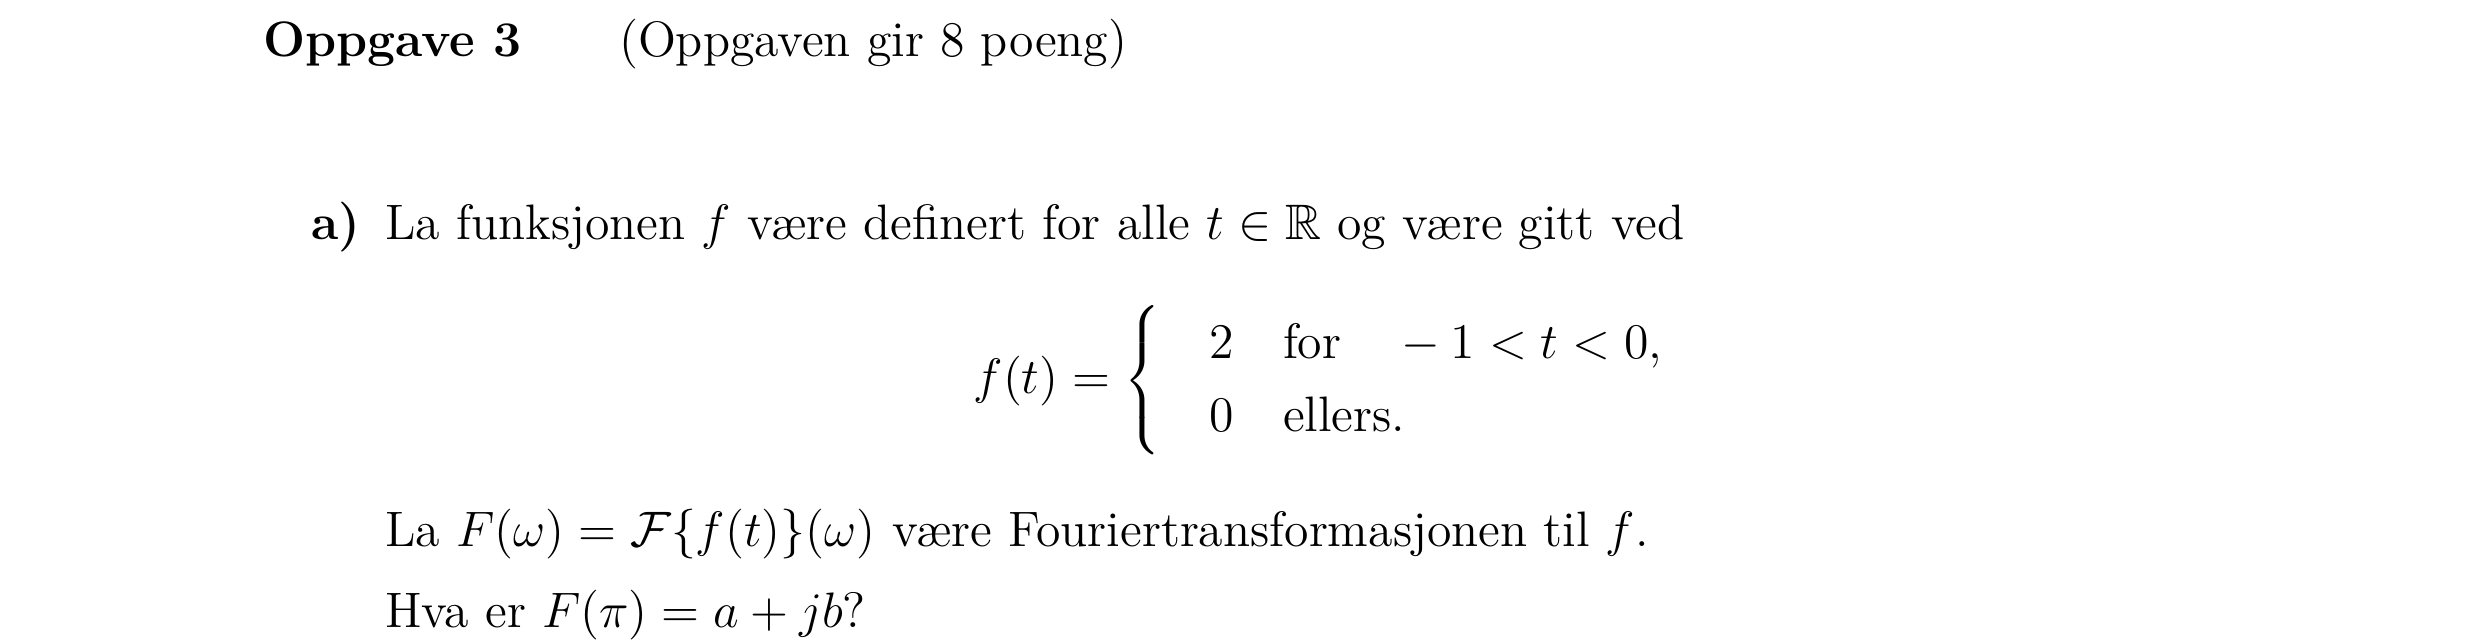 Oppgave 3 (Oppgaven gir 8 poeng)
a) La funksjonen f være definert for alle t ∈ ℝ og være gitt ved
f(t) = { 2 for − 1 < t < 0,
0 ellers.
La F(ω) = ℱ{f(t)}(ω) være Fouriertransformasjonen til f.
Hva er F(π) = a + jb?